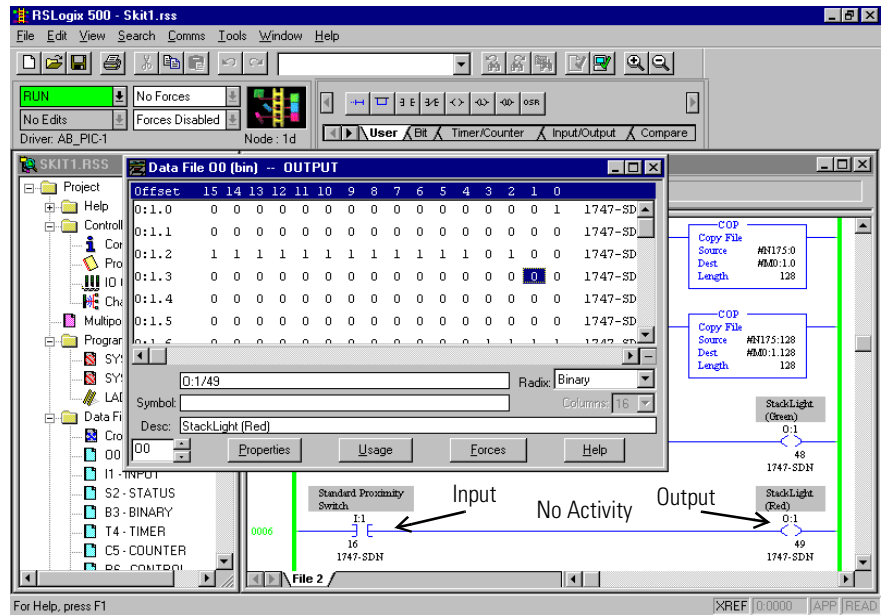 RSLogix 500 - Skit1.rss
File Edit View Search Comms Tools Window Help
RUN No Forces
No Edits Forces Disabled
Driver: AB_PIC-1 Node : 1d
OSR
User Bit Timer/Counter Input/Output Compare
SKIT1.RSS
Project
Help
Controll
Cor
Pro
IO
Cha
Multipo
Program
SYS
SYS
LAD
Data Fi
Cro
O0
I1 - INPUT
S2 - STATUS
B3 - BINARY
T4 - TIMER
C5 - COUNTER
R6 - CONTROL
Data File O0 (bin) -- OUTPUT
Offset 15 14 13 12 11 10 9 8 7 6 5 4 3 2 1 0
O:1.0 0 0 0 0 0 0 0 0 0 0 0 0 0 0 0 1 1747-SD
O:1.1 0 0 0 0 0 0 0 0 0 0 0 0 0 0 0 0 1747-SD
O:1.2 1 1 1 1 1 1 1 1 1 1 1 1 0 1 0 0 1747-SD
O:1.3 0 0 0 0 0 0 0 0 0 0 0 0 0 0 0 0 1747-SD
O:1.4 0 0 0 0 0 0 0 0 0 0 0 0 0 0 0 0 1747-SD
O:1.5 0 0 0 0 0 0 0 0 0 0 0 0 0 0 0 0 1747-SD
O:1/49 Radix: Binary
Symbol: Columns: 16
Desc: StackLight (Red)
O0 Properties Usage Forces Help
COP
Copy File
Source #N175:0
Dest #M0:1.0
Length 128
COP
Copy File
Source #N175:128
Dest #M0:1.128
Length 128
StackLight
(Green)
O:1
48
1747-SDN
Standard Proximity
Switch
I:1
16
1747-SDN
0006
Input
No Activity
Output
StackLight
(Red)
O:1
49
1747-SDN
File 2
For Help, press F1 XREF 0:0000 APP READ